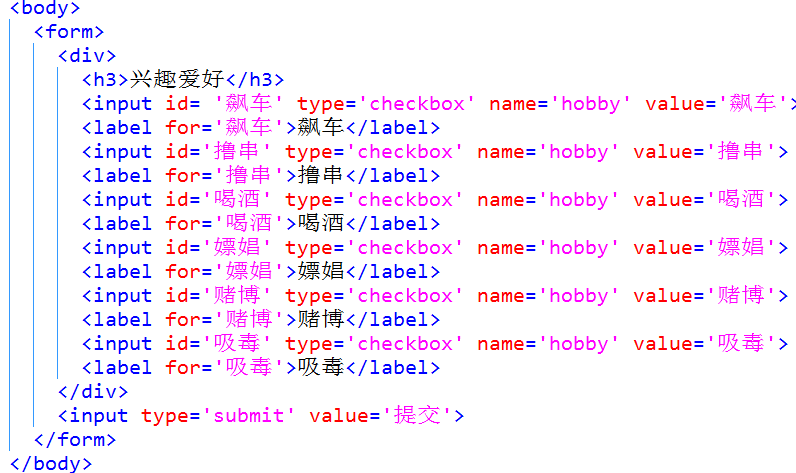 <body>
<form>
<div>
<h3>兴趣爱好</h3>
<input id= '飙车' type='checkbox' name='hobby' value='飙车'>
<label for='飙车'>飙车</label>
<input id='撸串' type='checkbox' name='hobby' value='撸串'>
<label for='撸串'>撸串</label>
<input id='喝酒' type='checkbox' name='hobby' value='喝酒'>
<label for='喝酒'>喝酒</label>
<input id='嫖娼' type='checkbox' name='hobby' value='嫖娼'>
<label for='嫖娼'>嫖娼</label>
<input id='赌博' type='checkbox' name='hobby' value='赌博'>
<label for='赌博'>赌博</label>
<input id='吸毒' type='checkbox' name='hobby' value='吸毒'>
<label for='吸毒'>吸毒</label>
</div>
<input type='submit' value='提交'>
</form>
</body>